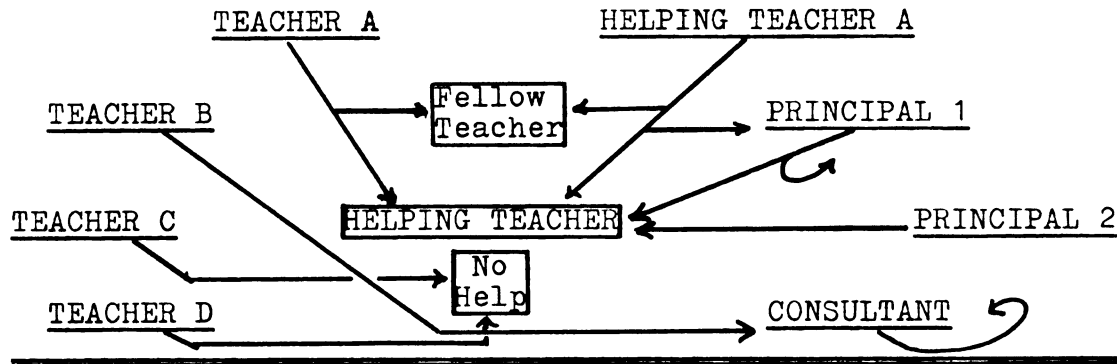 TEACHER A
HELPING TEACHER A
Fellow
Teacher
TEACHER B
PRINCIPAL 1
HELPING TEACHER
TEACHER C
PRINCIPAL 2
No
Help
TEACHER D
CONSULTANT